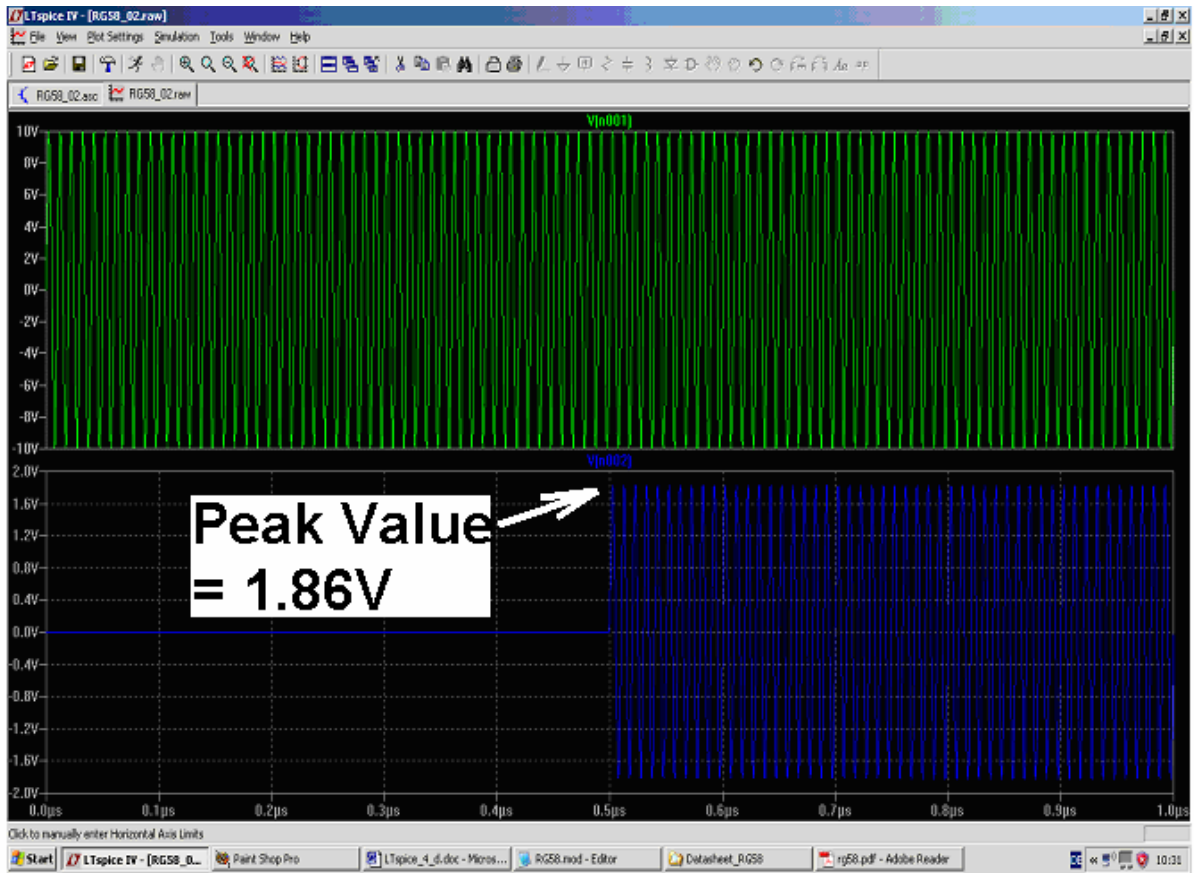 LTspice IV - [RG58_02.raw]
File View Plot Settings Simulation Tools Window Help
RG58_02.asc RG58_02.raw
V(n001)
10V
8V
6V
4V
2V
0V
-2V
-4V
-6V
-8V
-10V
V(n002)
2.0V
1.6V
1.2V
0.8V
0.4V
0.0V
-0.4V
-0.8V
-1.2V
-1.6V
-2.0V
Peak Value
= 1.86V
0.0µs 0.1µs 0.2µs 0.3µs 0.4µs 0.5µs 0.6µs 0.7µs 0.8µs 0.9µs 1.0µs
Click to manually enter Horizontal Axis Limits
Start LTspice IV - [RG58_0... Paint Shop Pro LTspice_4_d.doc - Micros... RG58.mod - Editor Datasheet_RG58 rg58.pdf - Adobe Reader DE « 10:31